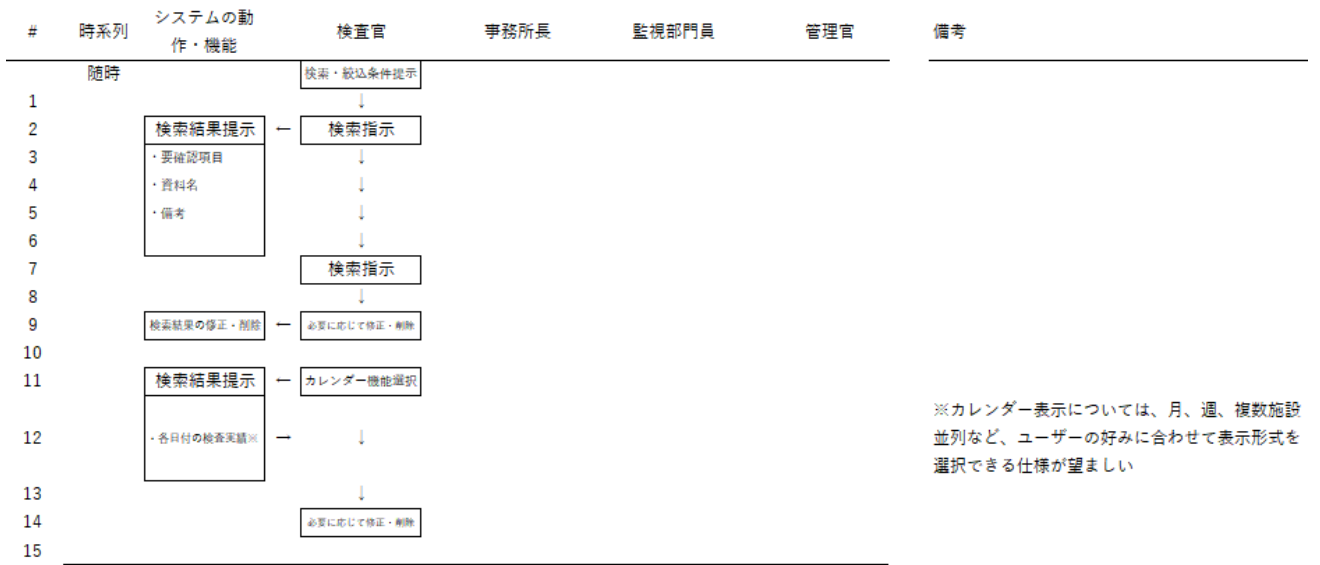 # 時系列 システムの動作・機能 検査官 事務所長 監視部門員 管理官 備考
随時 検索・絞込条件提示
1 ↓
2 検索結果提示 ← 検索指示
3 ・要確認項目 ↓
4 ・資料名 ↓
5 ・備考 ↓
6 ↓
7 検索指示
8 ↓
9 検索結果の修正・削除 ← 必要に応じて修正・削除
10
11 検索結果提示 ← カレンダー機能選択
※カレンダー表示については、月、週、複数施設
12 ・各日付の検査実績※ → ↓ 並列など、ユーザーの好みに合わせて表示形式を
選択できる仕様が望ましい
13 ↓
14 必要に応じて修正・削除
15